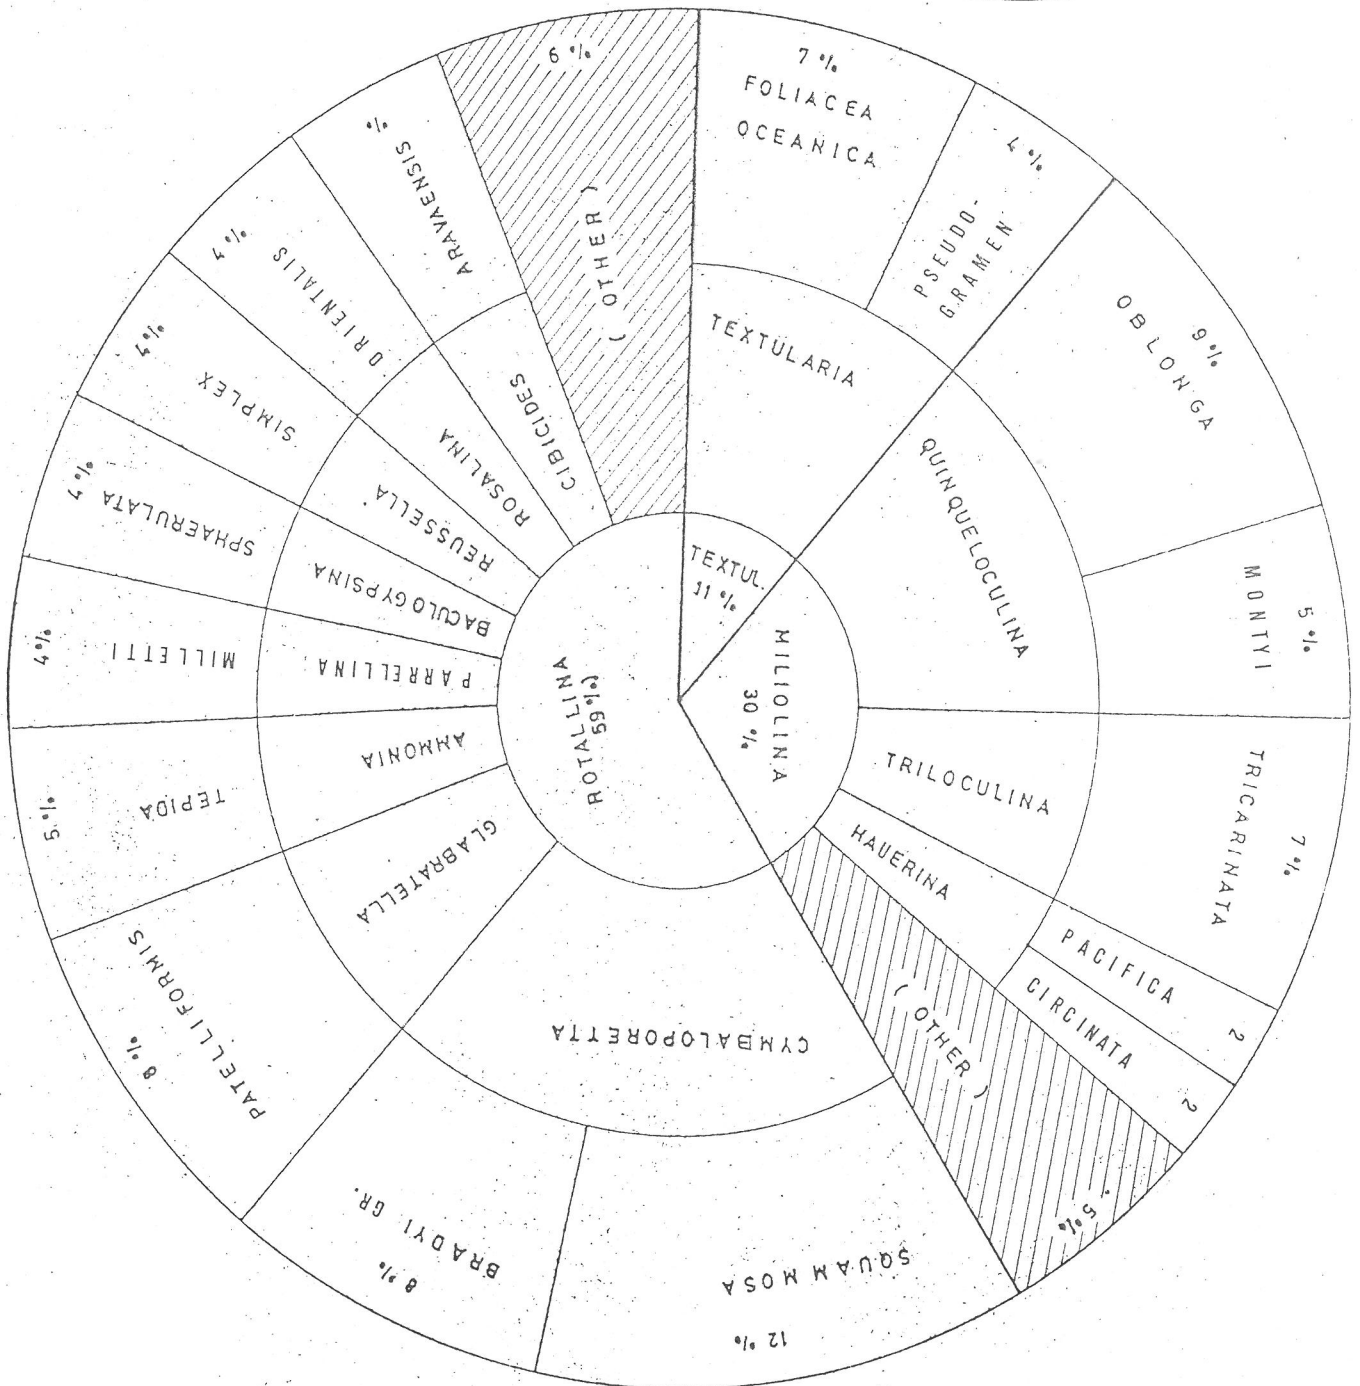 7 %
FOLIACEA
OCEANICA
4 %
PSEUDO-
GRAMEN
TEXTULARIA
TEXTUL.
11 %
9 %
OBLONGA
5 %
MONTYI
QUINQUELOCULINA
MILIOLINA
30 %
7 %
TRICARINATA
TRILOCULINA
PACIFICA
2
CIRCINATA
2
HAUERINA
( OTHER )
5 %
SQUAMMOSA
12 %
BRADYI GR.
8 %
CYMBALOPORETTA
PATELLIFORMIS
8 %
GLABRATELLA
TEPIDA
5 %
AMMONIA
MILLETTI
4 %
PARRELLINA
SPHAERULATA
4 %
BACULOGYPSINA
SIMPLEX
4 %
REUSSELLA
ORIENTALIS
4 %
ROSALINA
ARAVAENSIS
%
CIBICIDES
6 %
( OTHER )
ROTALLINA
59 %)